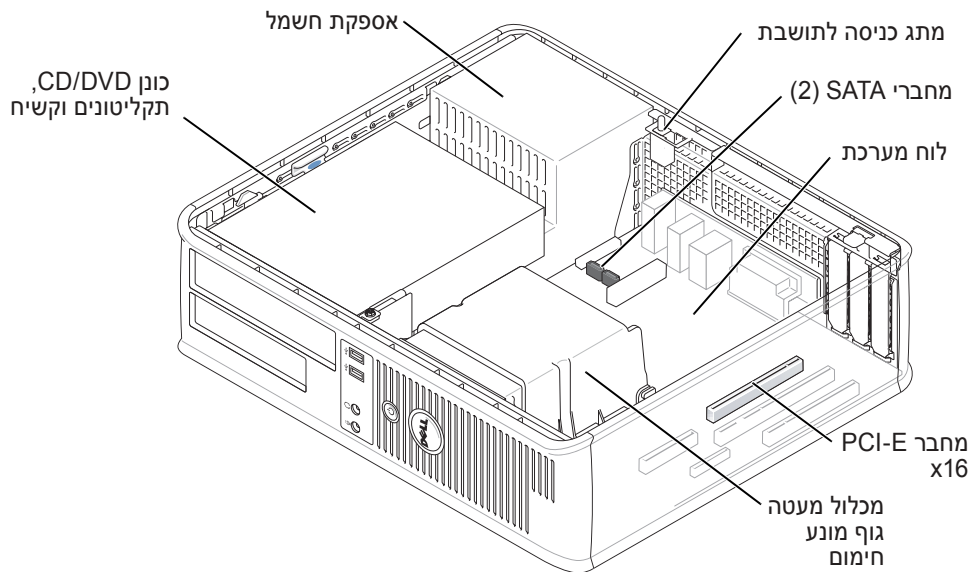 אספקת חשמל
מתג כניסה לתושבת
כונן CD/DVD,
תקליטונים וקשיח
מחברי SATA (2)
לוח מערכת
DELL
מחבר PCI-E
x16
מכלול מעטה
גוף מונע
חימום